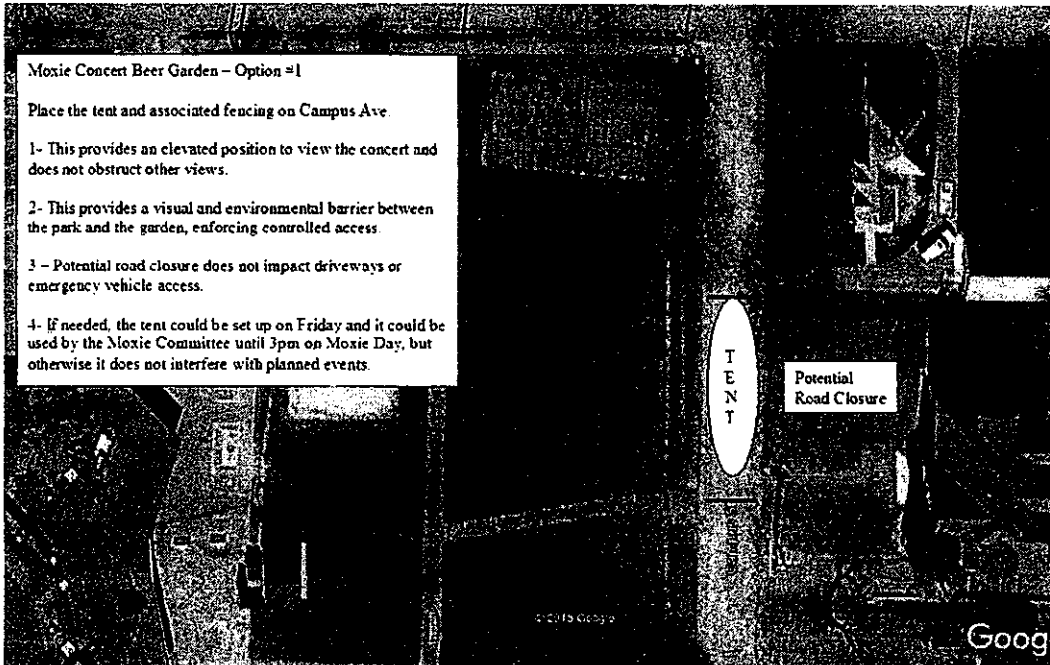 Moxie Concert Beer Garden – Option #1
Place the tent and associated fencing on Campus Ave.
1- This provides an elevated position to view the concert and
does not obstruct other views.
2- This provides a visual and environmental barrier between
the park and the garden, enforcing controlled access.
3 – Potential road closure does not impact driveways or
emergency vehicle access.
4- If needed, the tent could be set up on Friday and it could be
used by the Moxie Committee until 3pm on Moxie Day, but
otherwise it does not interfere with planned events.
T
E
N
T
Potential
Road Closure
Goog